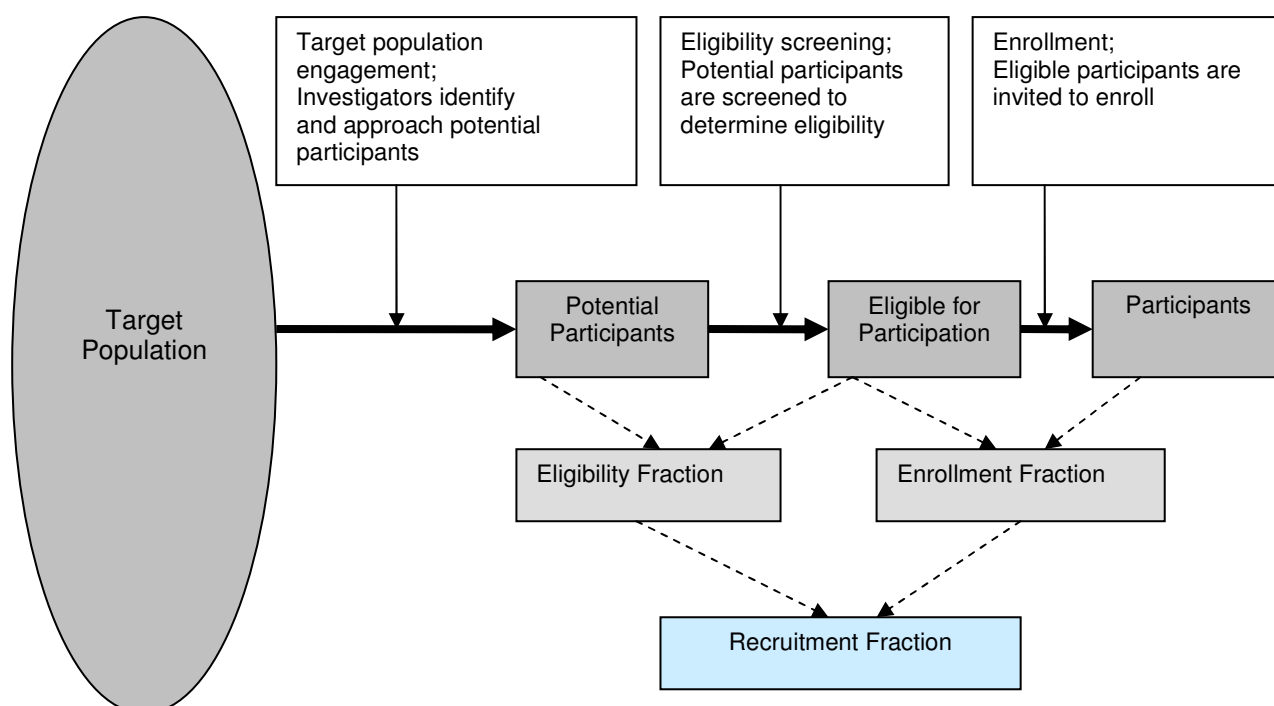 Target population
engagement;
Investigators identify
and approach potential
participants
Eligibility screening;
Potential participants
are screened to
determine eligibility
Enrollment;
Eligible participants are
invited to enroll
Target
Population
Potential
Participants
Eligible for
Participation
Participants
Eligibility Fraction
Enrollment Fraction
Recruitment Fraction